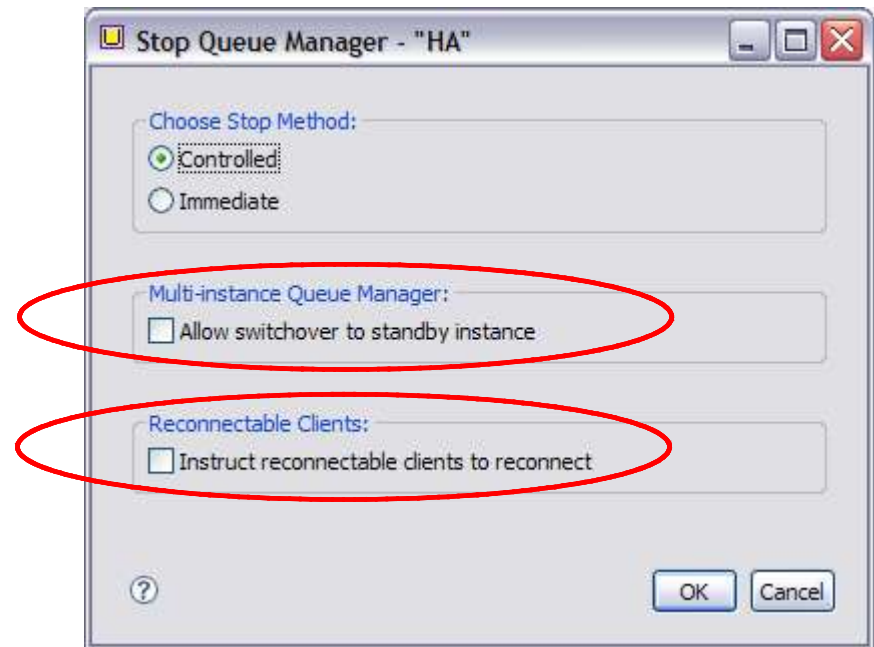 Stop Queue Manager - "HA"
Choose Stop Method:
Controlled
Immediate
Multi-instance Queue Manager:
Allow switchover to standby instance
Reconnectable Clients:
Instruct reconnectable clients to reconnect
?
OK Cancel